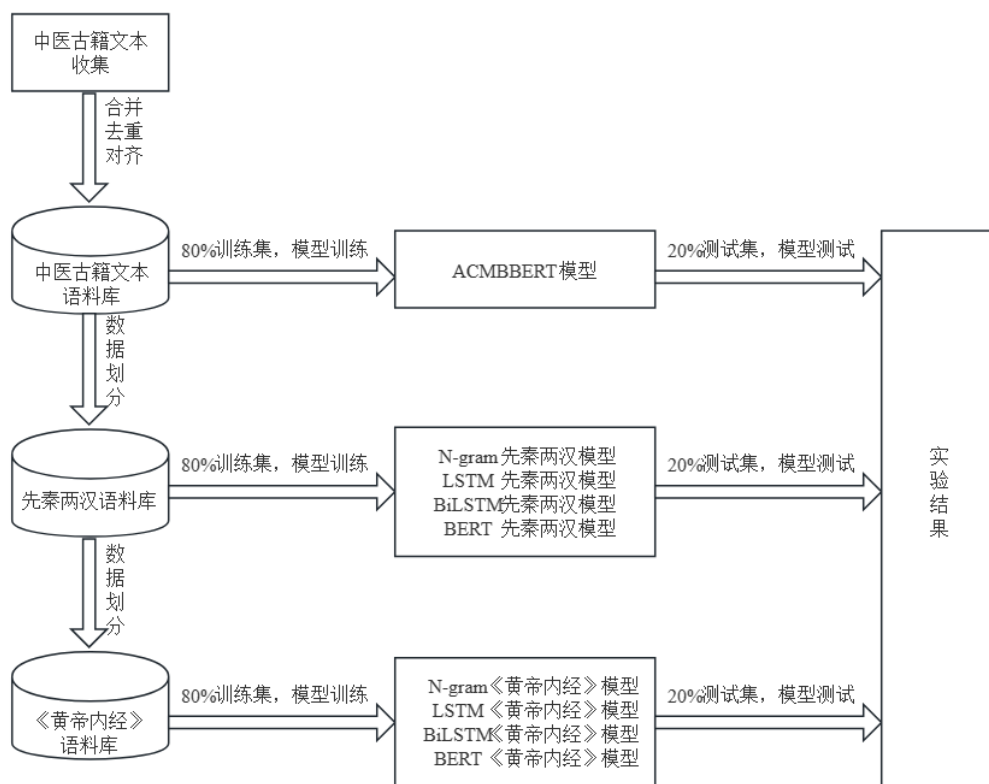 中医古籍文本
收集
合并
去重
对齐
中医古籍文本
语料库
80%训练集，模型训练
ACMBBERT模型
20%测试集，模型测试
数
据
划
分
先秦两汉语料库
80%训练集，模型训练
N-gram 先秦两汉模型
LSTM 先秦两汉模型
BiLSTM先秦两汉模型
BERT 先秦两汉模型
20%测试集，模型测试
数
据
划
分
《黄帝内经》
语料库
80%训练集，模型训练
N-gram《黄帝内经》模型
LSTM《黄帝内经》模型
BiLSTM《黄帝内经》模型
BERT《黄帝内经》模型
20%测试集，模型测试
实
验
结
果